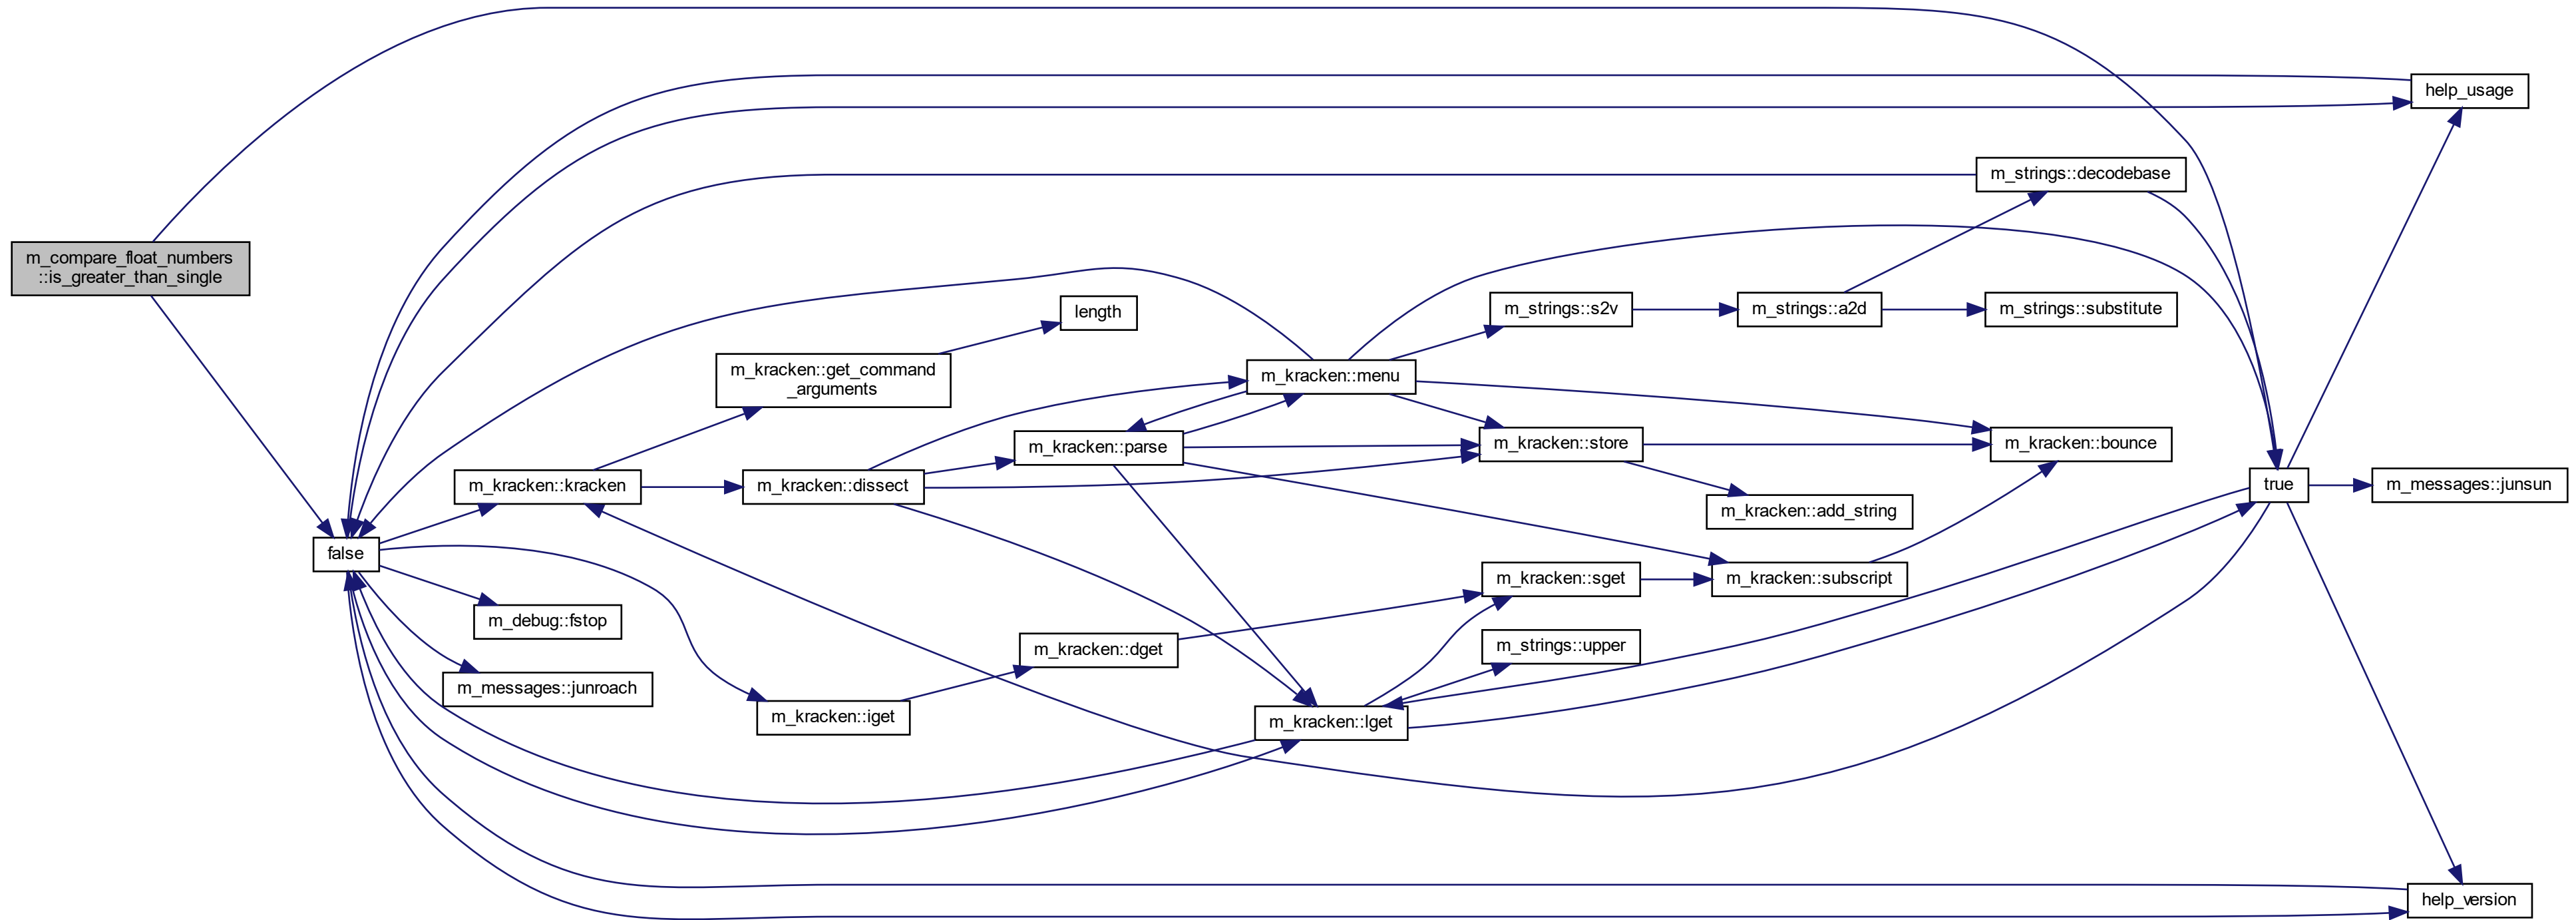 help_usage
m_strings::decodebase
m_compare_float_numbers
::is_greater_than_single
length
m_strings::s2v
m_strings::a2d
m_strings::substitute
m_kracken::get_command
_arguments
m_kracken::menu
m_kracken::parse
m_kracken::store
m_kracken::bounce
m_kracken::kracken
m_kracken::dissect
true
m_messages::junsun
m_kracken::add_string
false
m_kracken::sget
m_kracken::subscript
m_debug::fstop
m_kracken::dget
m_strings::upper
m_messages::junroach
m_kracken::iget
m_kracken::lget
help_version